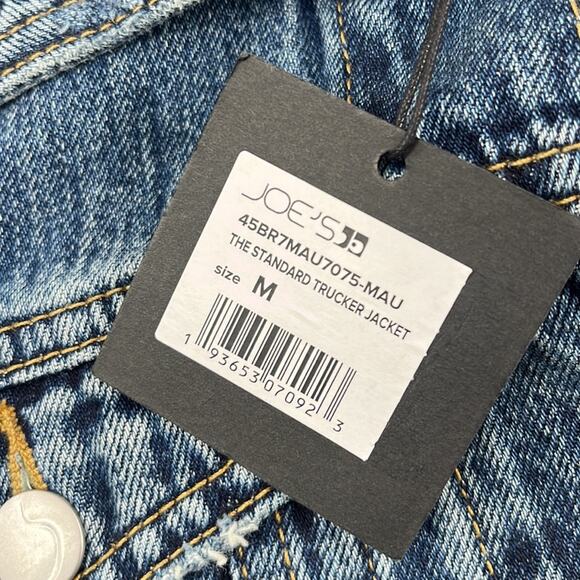 JOE'S
45BR7MAU7075-MAU
THE STANDARD TRUCKER JACKET
size M
1 93653 07092 3